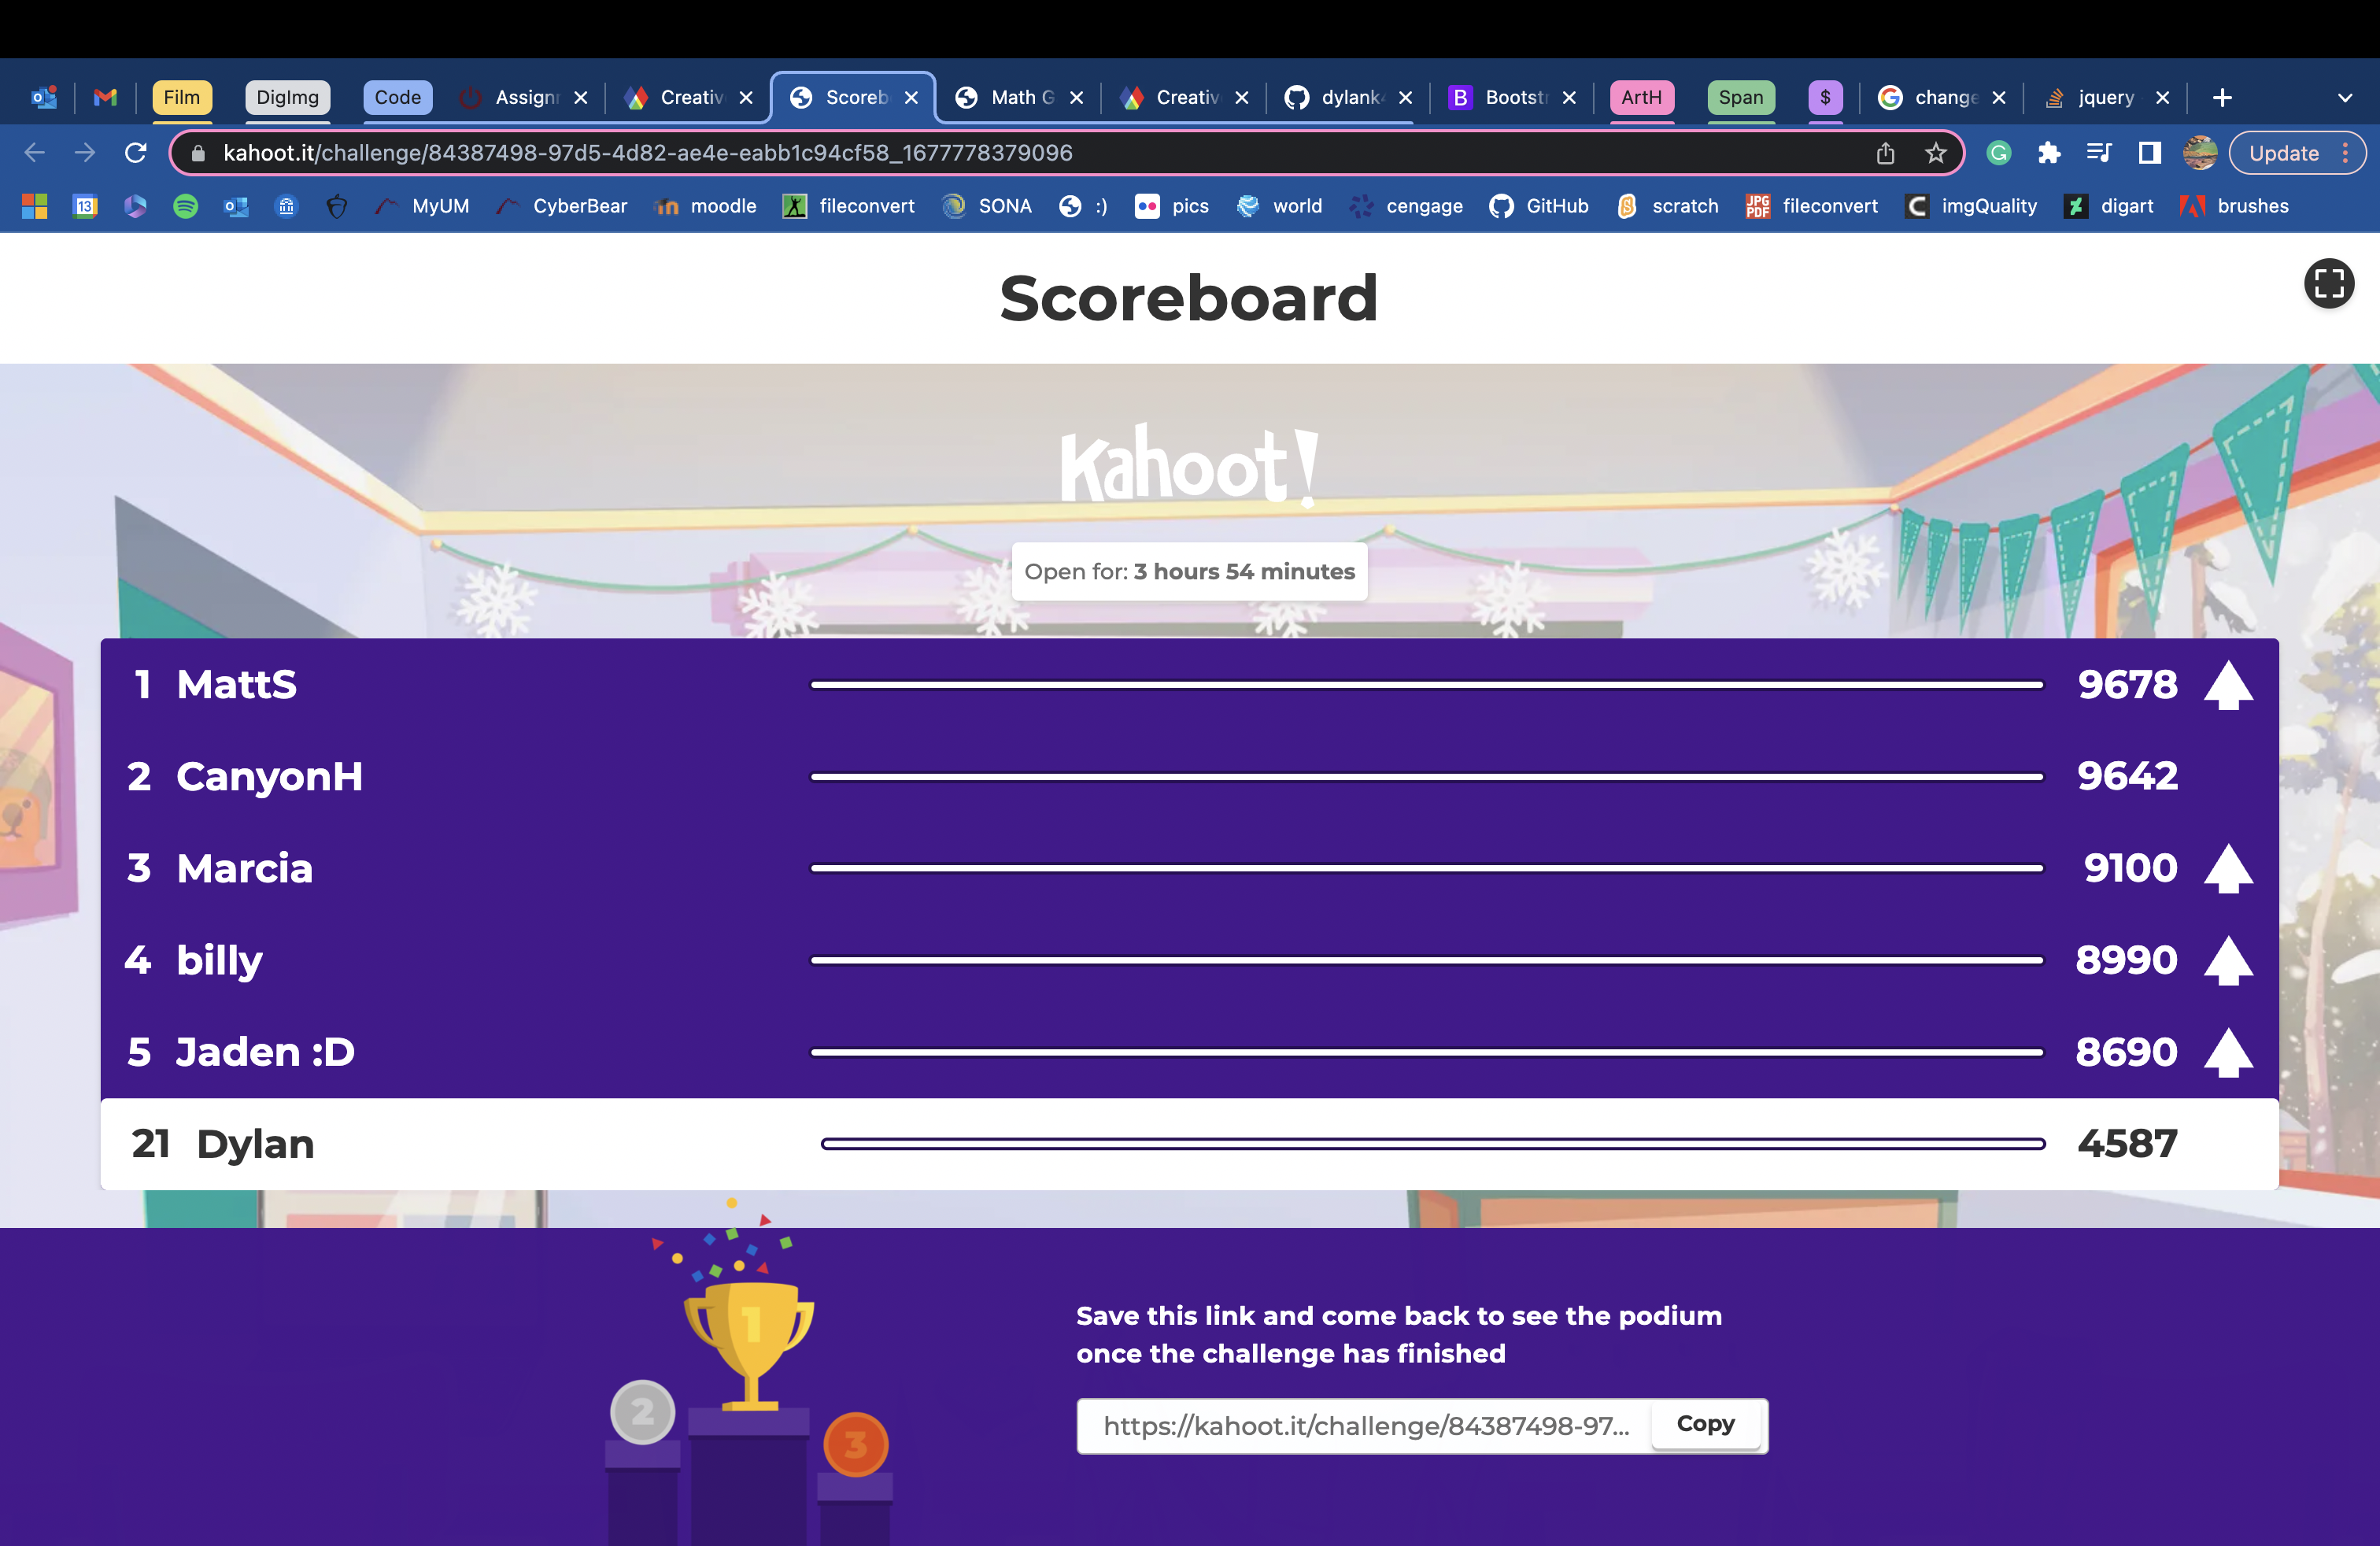 Film DigImg Code Assignr Creativ Scoreb Math G Creativ dylank Bootst ArtH Span $ change jquery
kahoot.it/challenge/84387498-97d5-4d82-ae4e-eabb1c94cf58_1677778379096 Update
13 MyUM CyberBear moodle fileconvert SONA :) pics world cengage GitHub scratch JPG PDF fileconvert imgQuality digart brushes
Scoreboard
Kahoot!
Open for: 3 hours 54 minutes
1 MattS 9678
2 CanyonH 9642
3 Marcia 9100
4 billy 8990
5 Jaden :D 8690
21 Dylan 4587
1
2
3
Save this link and come back to see the podium
once the challenge has finished
https://kahoot.it/challenge/84387498-97... Copy